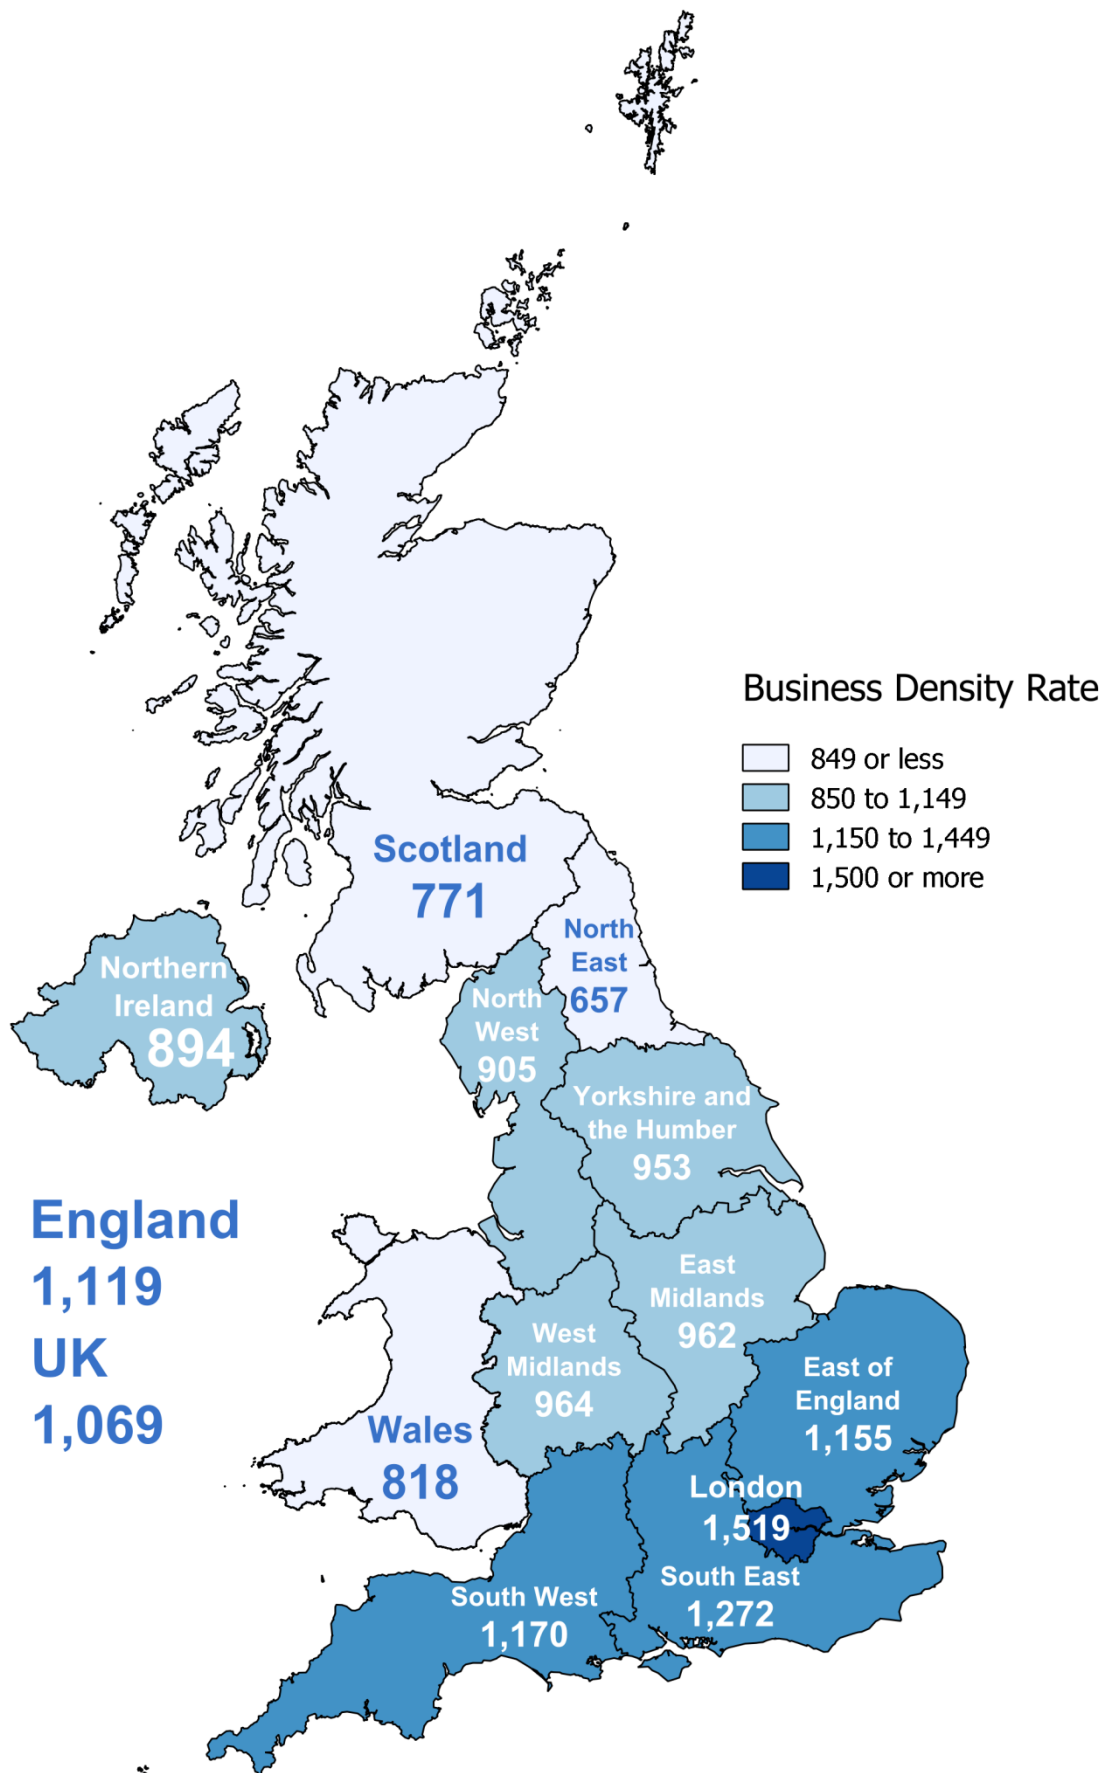 Business Density Rate
849 or less
850 to 1,149
1,150 to 1,449
1,500 or more
Scotland
771
North
East
657
Northern
Ireland
894
North
West
905
Yorkshire and
the Humber
953
England
1,119
UK
1,069
East
Midlands
962
West
Midlands
964
East of
England
1,155
Wales
818
London
1,519
South East
1,272
South West
1,170